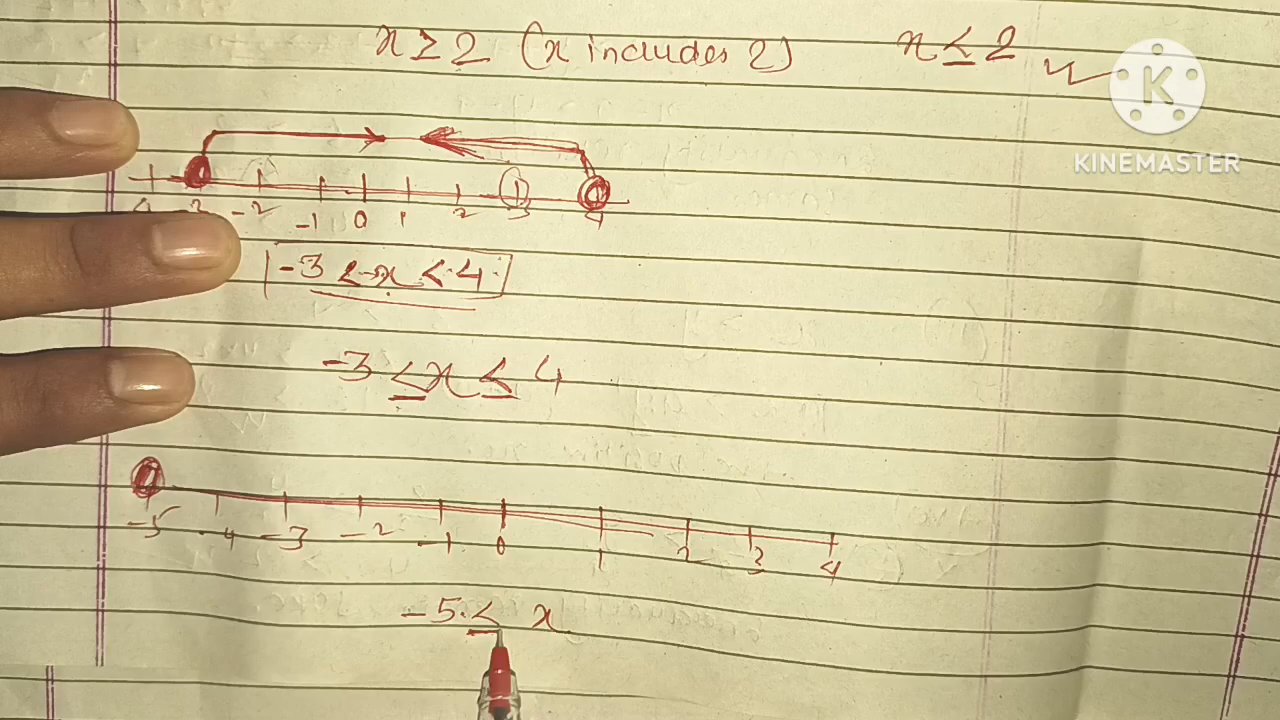 x ≥ 2 (x includes 2) x ≤ 2
K
KINEMASTER
-2 -1 0 1 2 3 4
-3 < x < 4
-3 ≤ x ≤ 4
-5 -4 -3 -2 -1 0 1 2 3 4
-5 ≤ x